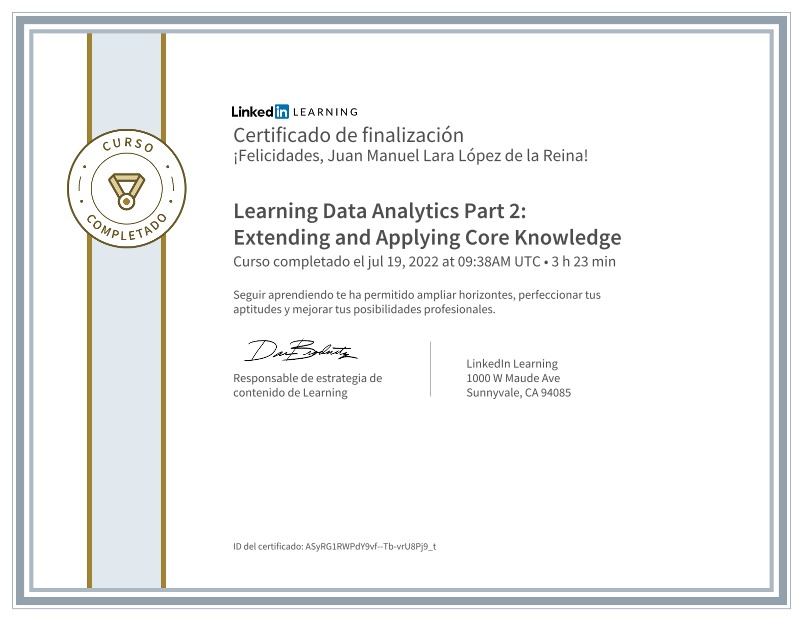 LinkedIn LEARNING
Certificado de finalización
¡Felicidades, Juan Manuel Lara López de la Reina!
CURSO
COMPLETADO
Learning Data Analytics Part 2:
Extending and Applying Core Knowledge
Curso completado el jul 19, 2022 at 09:38AM UTC • 3 h 23 min
Seguir aprendiendo te ha permitido ampliar horizontes, perfeccionar tus
aptitudes y mejorar tus posibilidades profesionales.
Responsable de estrategia de
contenido de Learning
LinkedIn Learning
1000 W Maude Ave
Sunnyvale, CA 94085
ID del certificado: ASyRG1RWPdY9vf--Tb-vrU8Pj9_t